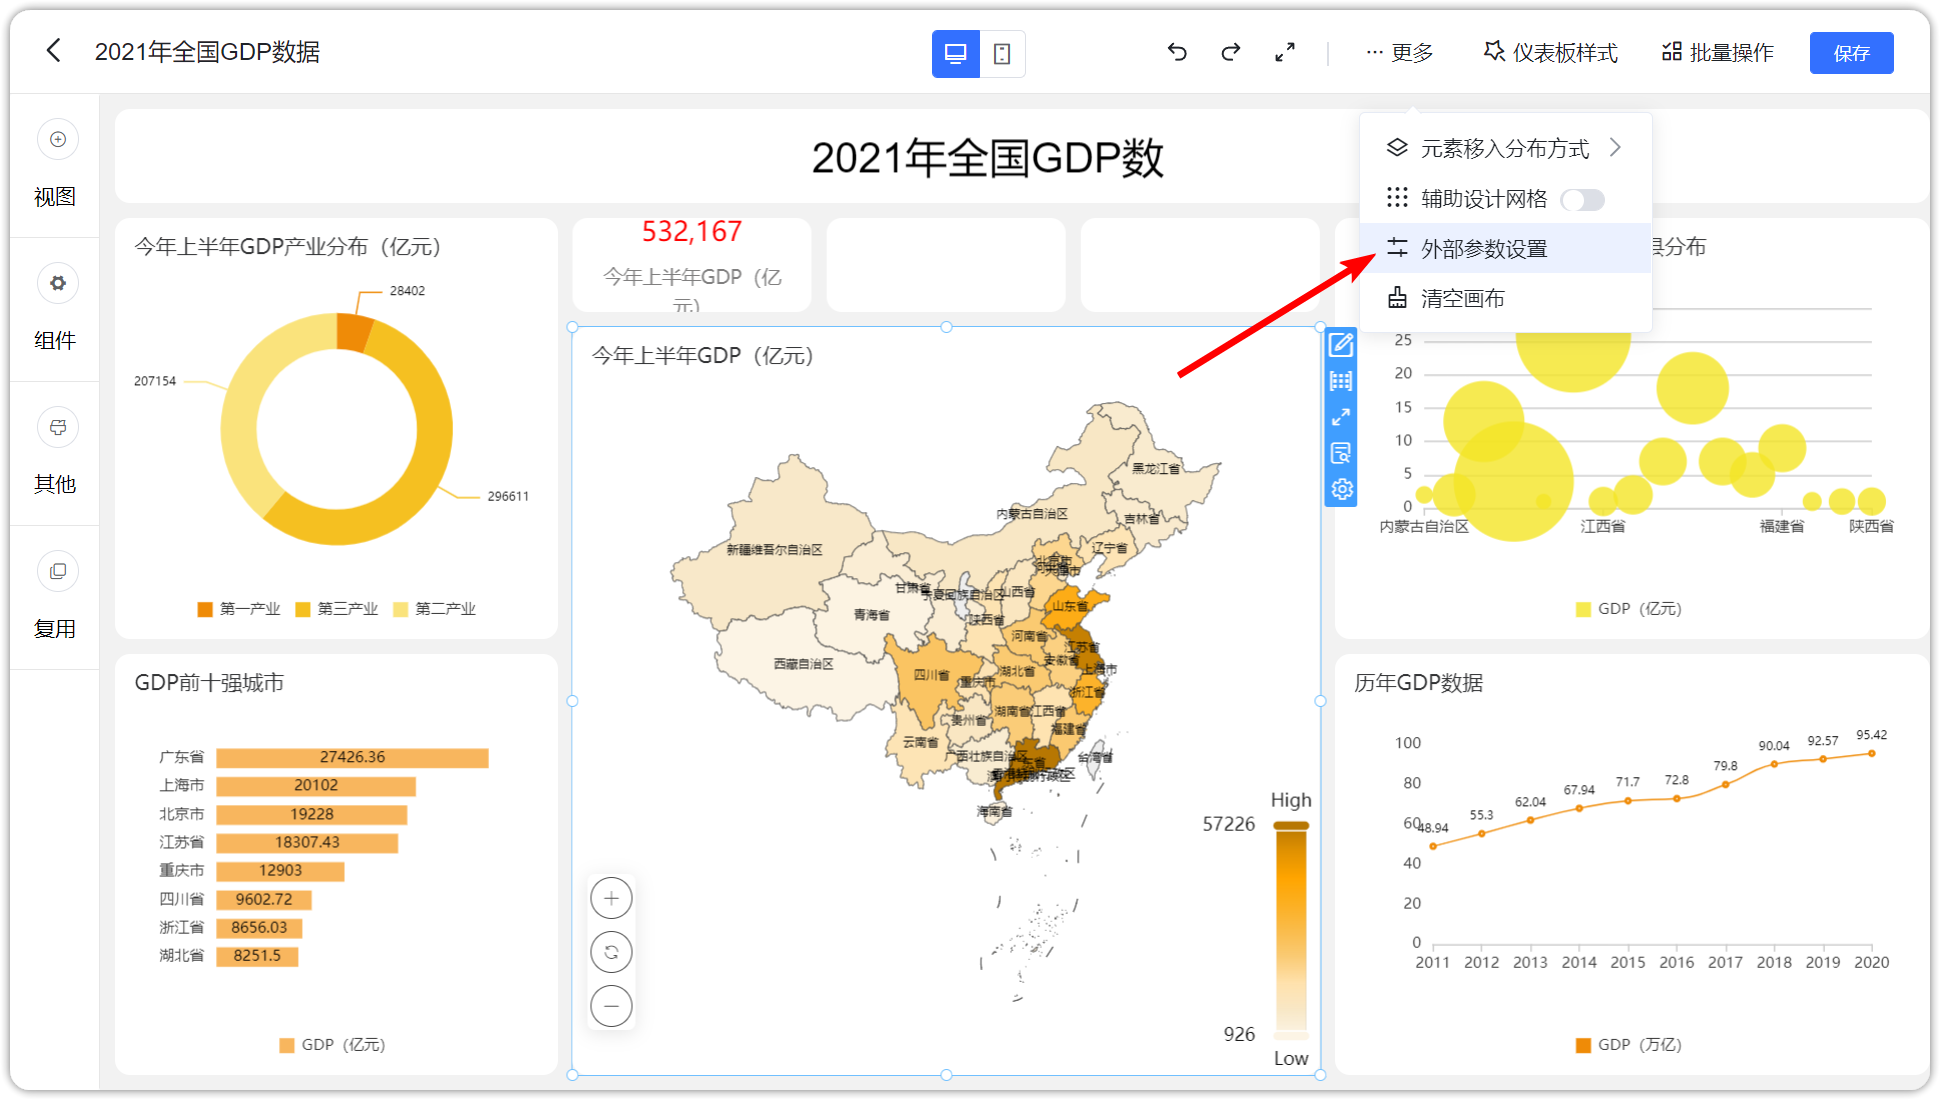 2021年全国GDP数据
更多
仪表板样式
批量操作
保存
视图
组件
其他
复用
2021年全国GDP数
元素移入分布方式
辅助设计网格
外部参数设置
清空画布
今年上半年GDP产业分布（亿元）
28402
207154
296611
第一产业
第三产业
第二产业
532,167
今年上半年GDP（亿
元）
县分布
25
20
15
10
5
0
内蒙古自治区
江西省
福建省
陕西省
GDP（亿元）
今年上半年GDP（亿元）
黑龙江省
内蒙古自治区
吉林省
新疆维吾尔自治区
辽宁省
北京市
甘肃省
宁夏回族自治区
山西省
青海省
山东省
陕西省
河南省
江苏省
西藏自治区
安徽省
上海市
四川省
湖北省
重庆市
浙江省
湖南省
江西省
贵州省
福建省
云南省
广西壮族自治区
台湾省
海南省
High
57226
926
Low
GDP前十强城市
广东省 27426.36
上海市 20102
北京市 19228
江苏省 18307.43
重庆市 12903
四川省 9602.72
浙江省 8656.03
湖北省 8251.5
GDP（亿元）
历年GDP数据
100
80
60
40
20
0
48.94
55.3
62.04
67.94
71.7
72.8
79.8
90.04
92.57
95.42
2011 2012 2013 2014 2015 2016 2017 2018 2019 2020
GDP（万亿）